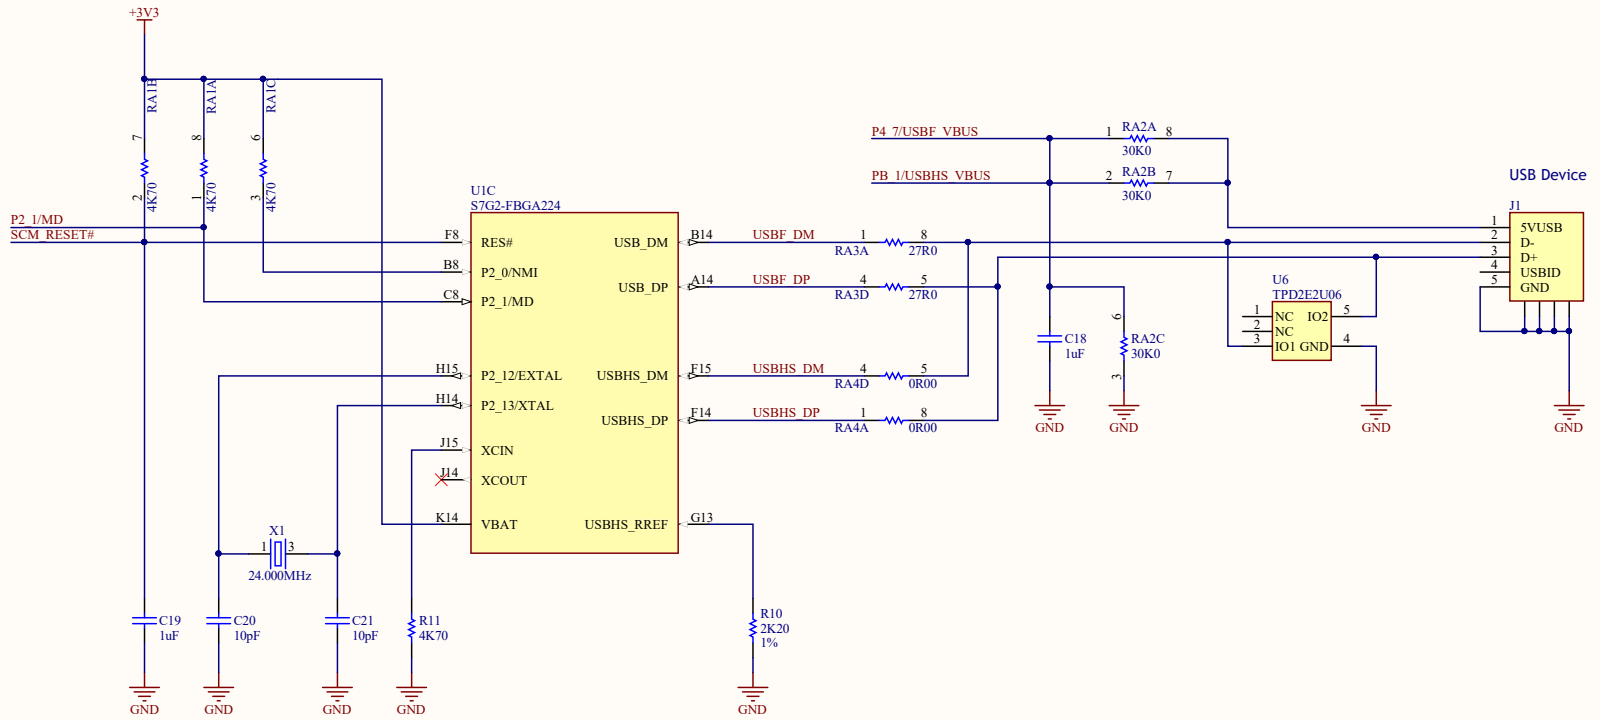 +3V3
RA1B
RA1A
RA1C
7
8
6
2
1
3
4K70
4K70
4K70
P2_1/MD
SCM_RESET#
U1C
S7G2-FBGA224
F8
RES#
B8
P2_0/NMI
C8
P2_1/MD
H15
P2_12/EXTAL
H14
P2_13/XTAL
J15
XCIN
J14
XCOUT
K14
VBAT
USB_DM
B14
USB_DP
A14
USBHS_DM
F15
USBHS_DP
F14
USBHS_RREF
G13
USBF_DM
1
8
RA3A
27R0
USBF_DP
4
5
RA3D
27R0
USBHS_DM
4
5
RA4D
0R00
USBHS_DP
1
8
RA4A
0R00
P4_7/USBF_VBUS
1
RA2A
8
30K0
PB_1/USBHS_VBUS
2
RA2B
7
30K0
C18
1uF
6
RA2C
30K0
3
GND
GND
USB Device
J1
1
5VUSB
2
D-
3
D+
4
USBID
5
GND
U6
TPD2E2U06
1
NC
IO2
5
2
NC
3
IO1
GND
4
GND
GND
X1
1
3
24.000MHz
C19
1uF
C20
10pF
C21
10pF
R11
4K70
R10
2K20
1%
GND
GND
GND
GND
GND